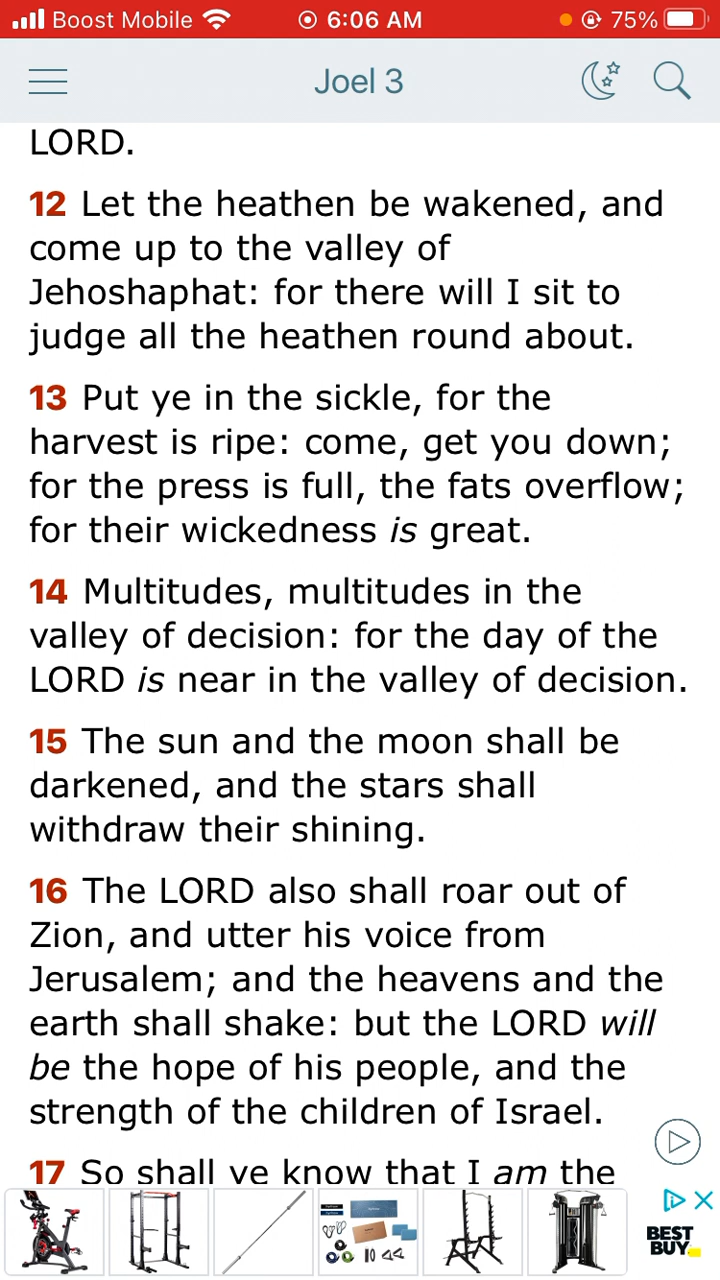 Boost Mobile 6:06 AM 75%
Joel 3
LORD.
12 Let the heathen be wakened, and
come up to the valley of
Jehoshaphat: for there will I sit to
judge all the heathen round about.
13 Put ye in the sickle, for the
harvest is ripe: come, get you down;
for the press is full, the fats overflow;
for their wickedness is great.
14 Multitudes, multitudes in the
valley of decision: for the day of the
LORD is near in the valley of decision.
15 The sun and the moon shall be
darkened, and the stars shall
withdraw their shining.
16 The LORD also shall roar out of
Zion, and utter his voice from
Jerusalem; and the heavens and the
earth shall shake: but the LORD will
be the hope of his people, and the
strength of the children of Israel.
17 So shall ye know that I am the
BEST
BUY